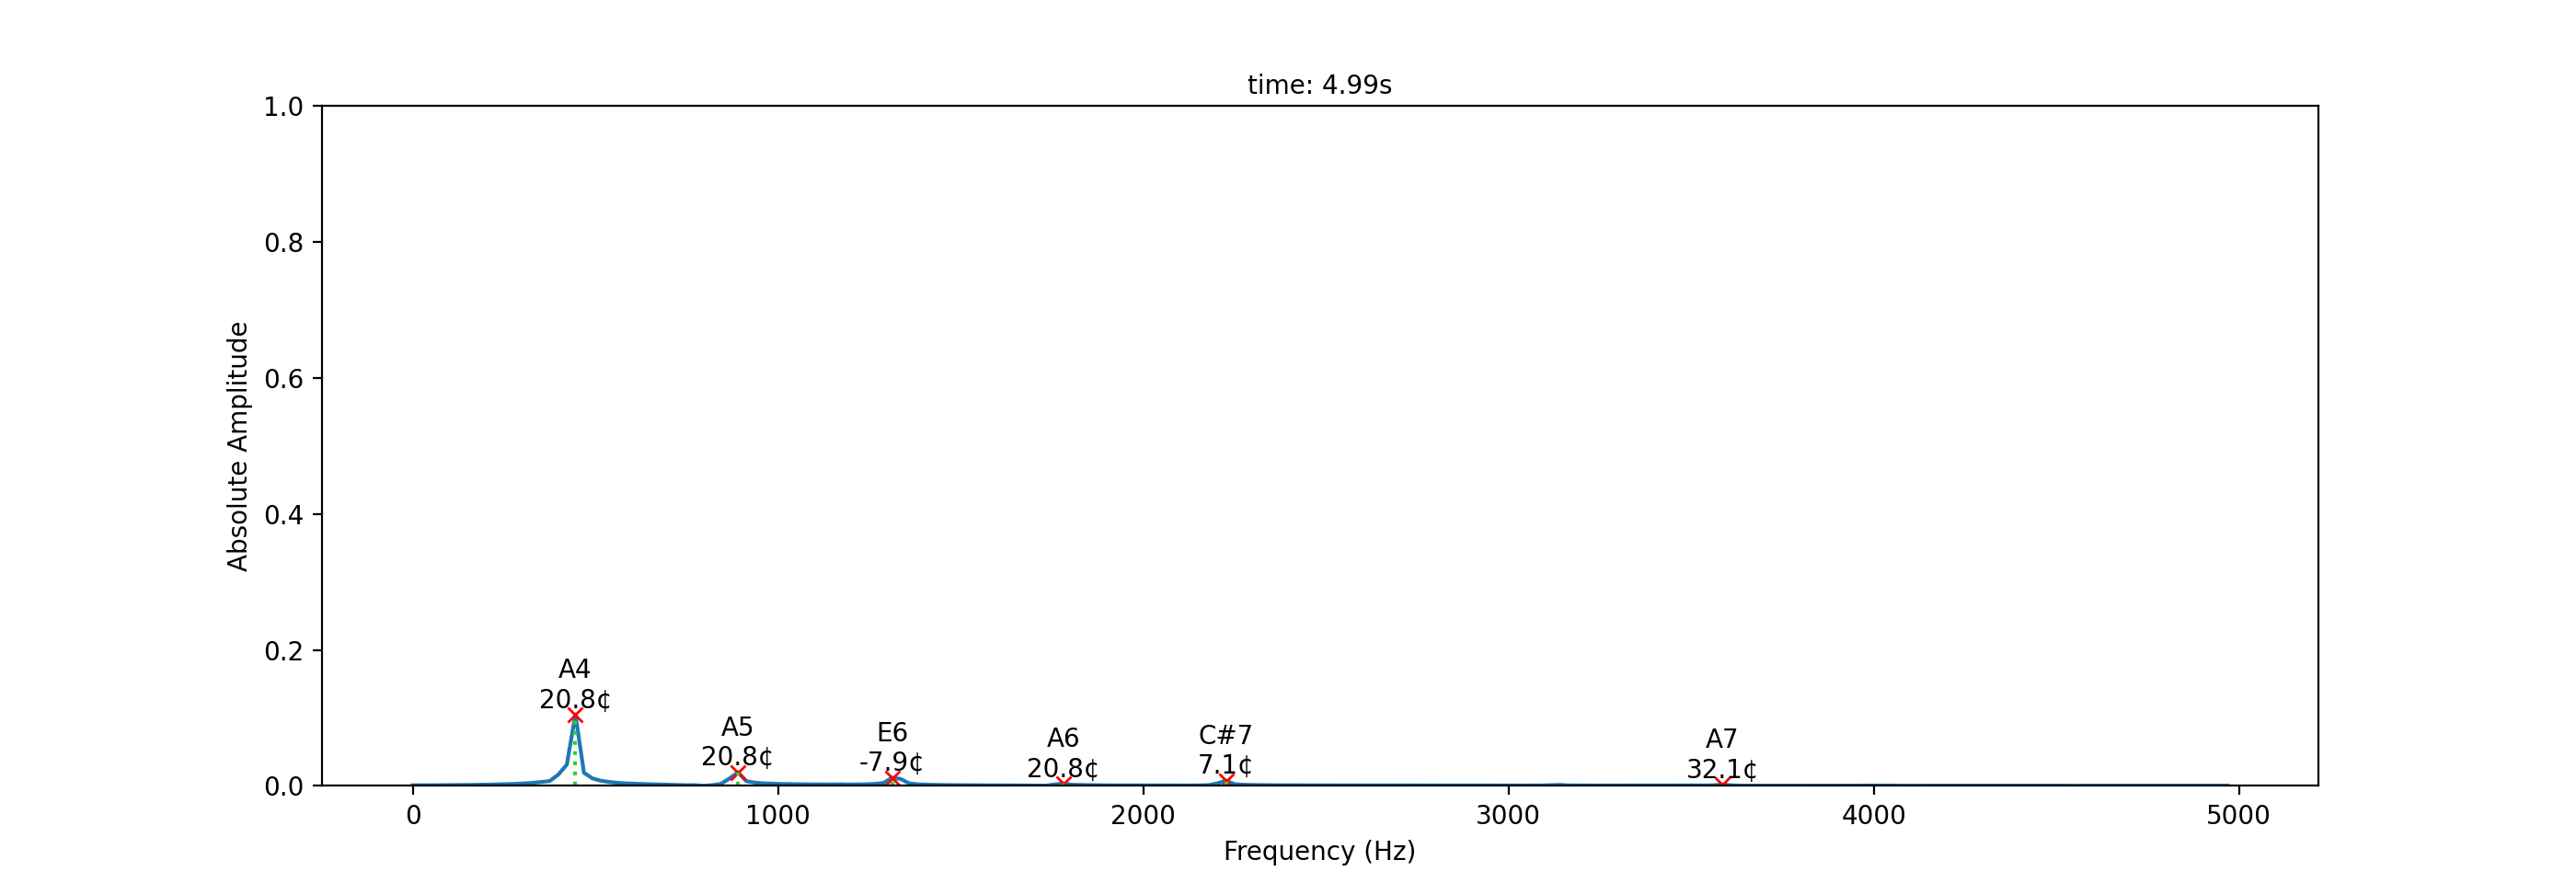 time: 4.99s
1.0
0.8
0.6
0.4
0.2
0.0
Absolute Amplitude
A4
20.8¢
A5
20.8¢
E6
-7.9¢
A6
20.8¢
C#7
7.1¢
A7
32.1¢
0 1000 2000 3000 4000 5000
Frequency (Hz)